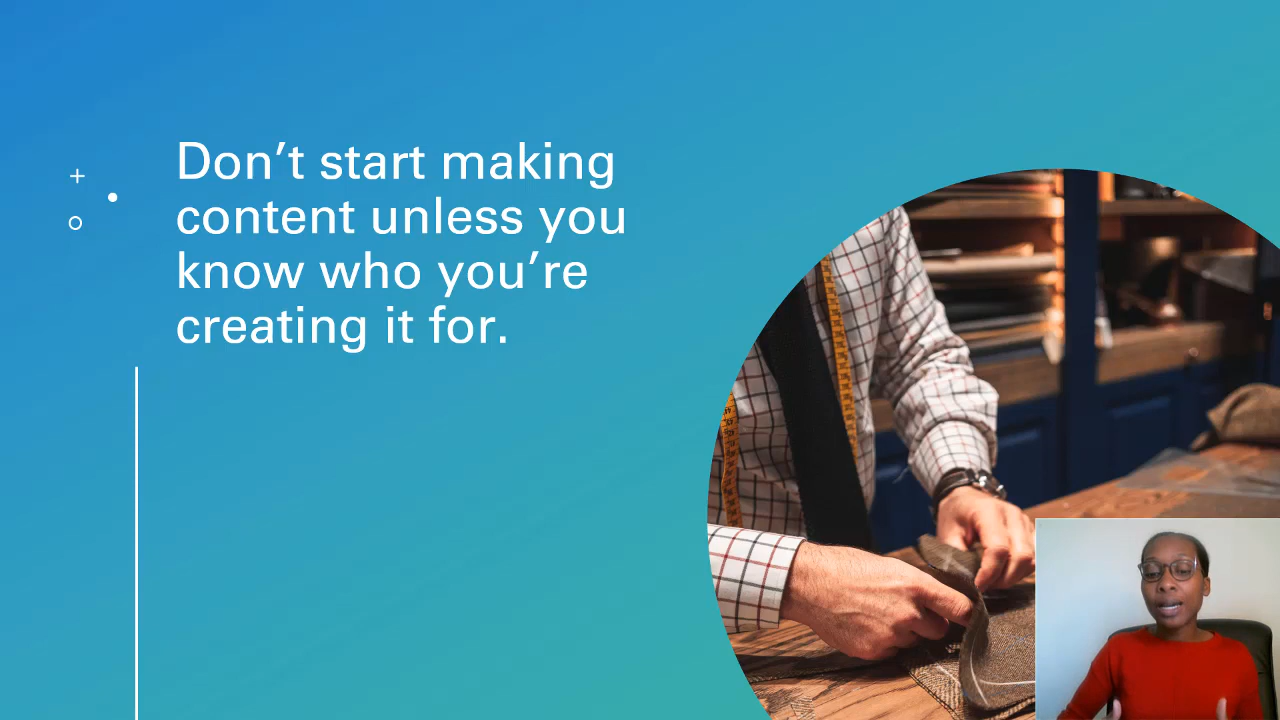 Don’t start making
content unless you
know who you’re
creating it for.